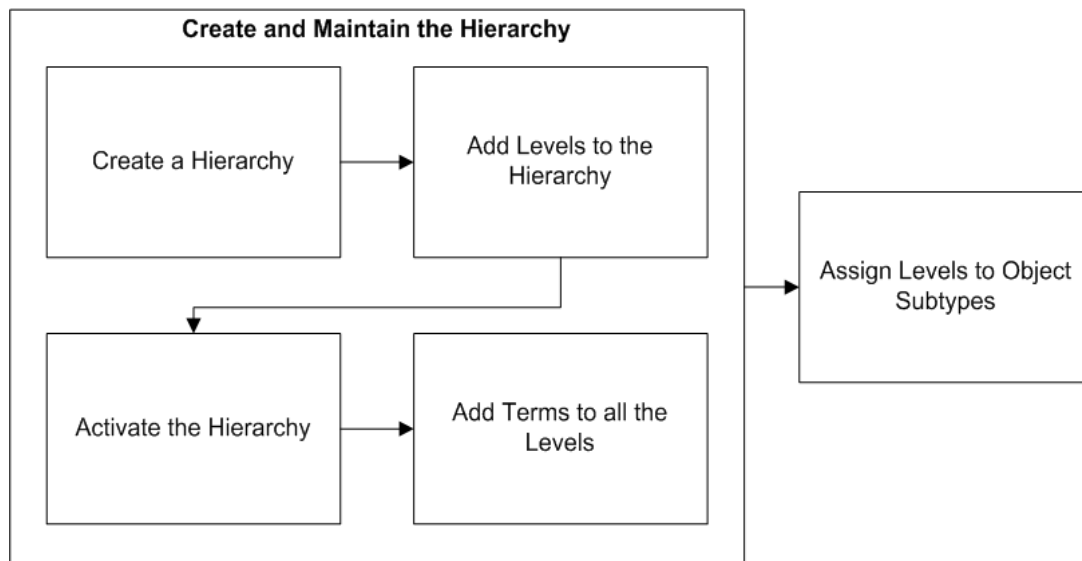 Create and Maintain the Hierarchy
Create a Hierarchy
Add Levels to the
Hierarchy
Activate the Hierarchy
Add Terms to all the
Levels
Assign Levels to Object
Subtypes